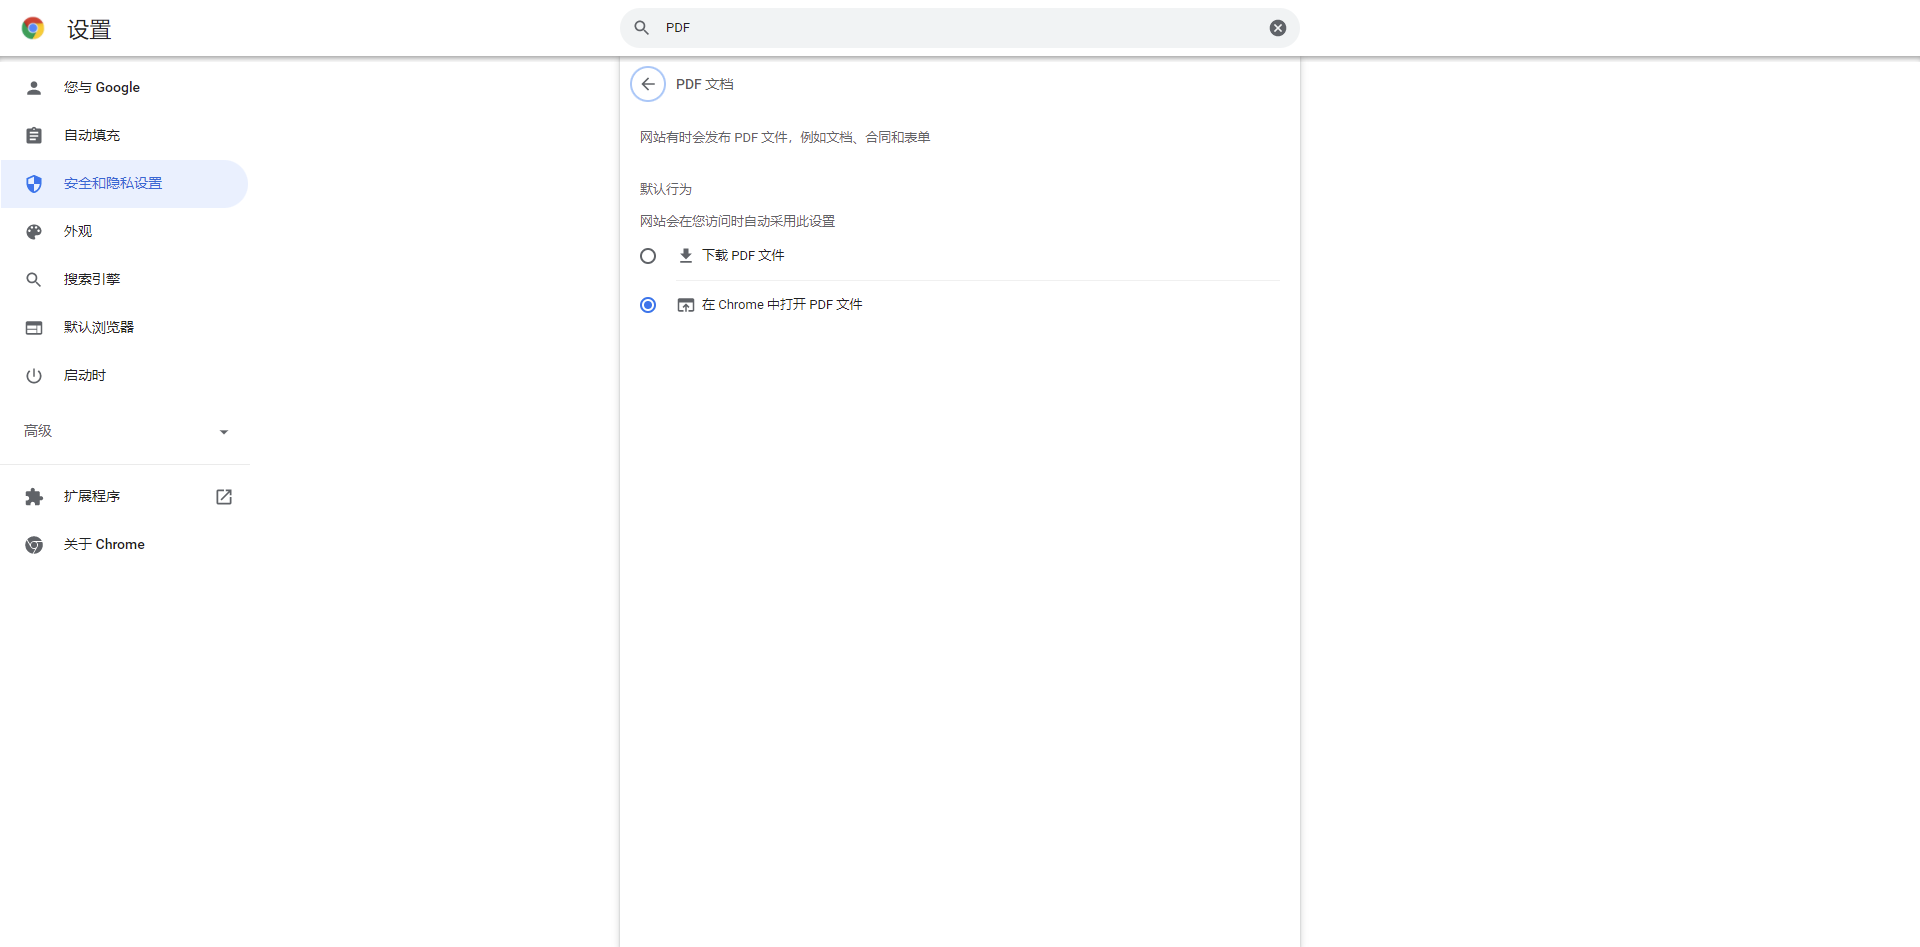 设置
PDF
您与 Google
自动填充
安全和隐私设置
外观
搜索引擎
默认浏览器
启动时
高级
扩展程序
关于 Chrome
PDF 文档
网站有时会发布 PDF 文件，例如文档、合同和表单
默认行为
网站会在您访问时自动采用此设置
下载 PDF 文件
在 Chrome 中打开 PDF 文件